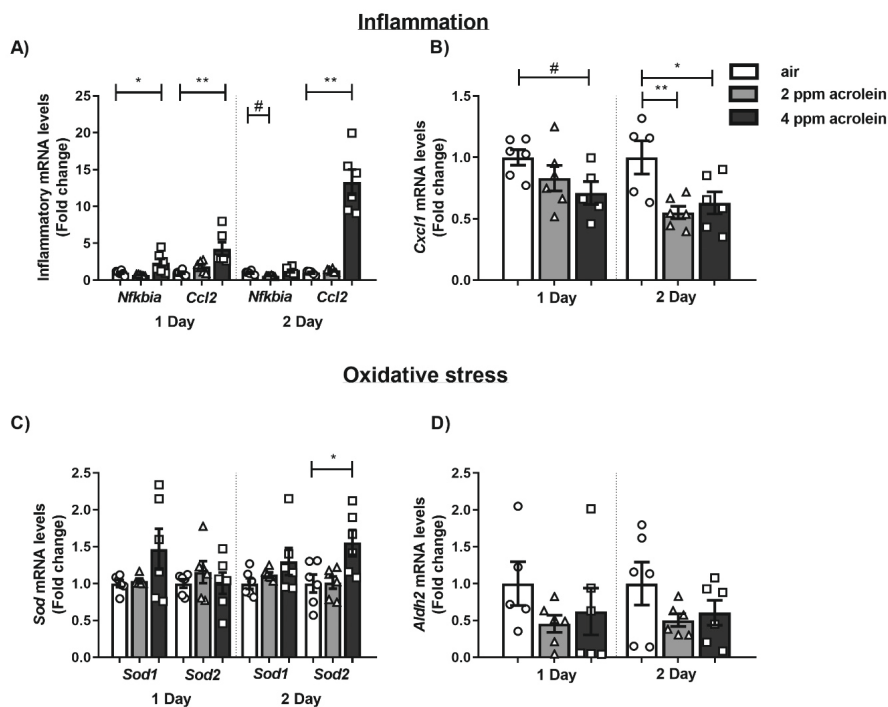 Inflammation
A)
Inflammatory mRNA levels
(Fold change)
25
20
15
10
5
0
*
**
#
**
Nfkbia
Ccl2
Nfkbia
Ccl2
1 Day
2 Day
B)
Cxcl1 mRNA levels
(Fold change)
1.5
1.0
0.5
0.0
#
*
**
1 Day
2 Day
air
2 ppm acrolein
4 ppm acrolein
Oxidative stress
C)
Sod mRNA levels
(Fold change)
2.5
2.0
1.5
1.0
0.5
0.0
*
Sod1
Sod2
Sod1
Sod2
1 Day
2 Day
D)
Aldh2 mRNA levels
(Fold change)
2.5
2.0
1.5
1.0
0.5
0.0
1 Day
2 Day